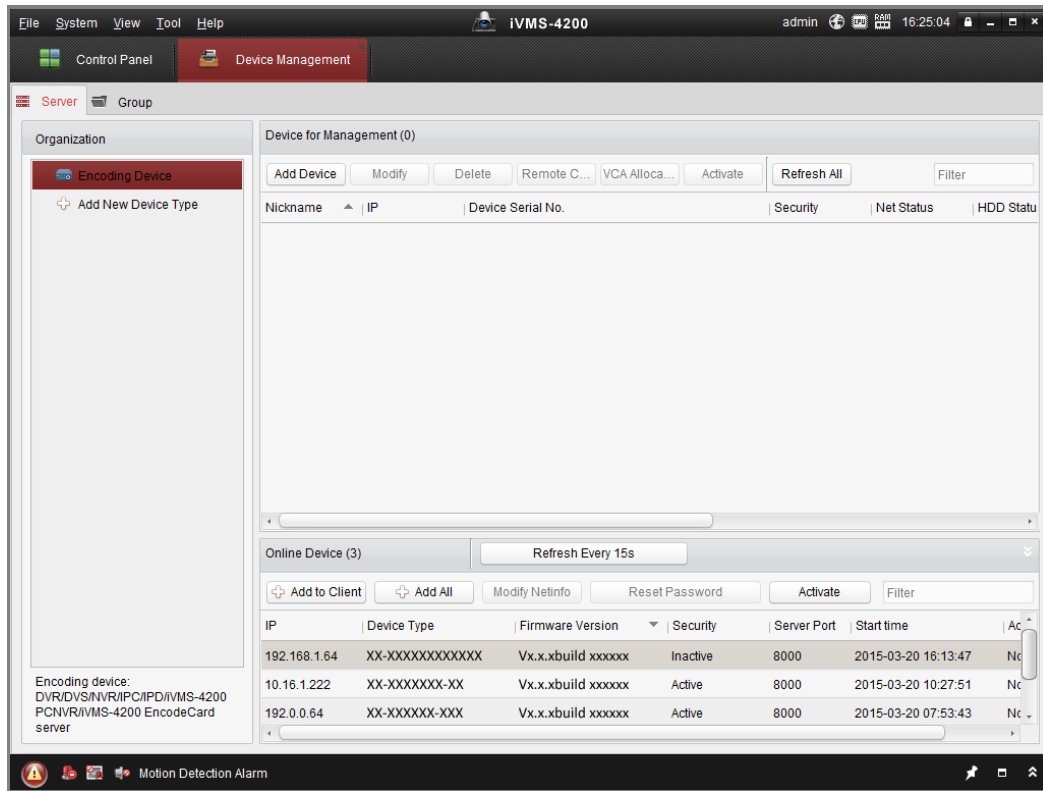 File System View Tool Help iVMS-4200 admin CPU RAM 16:25:04
Control Panel Device Management
Server Group
Organization
Encoding Device
Add New Device Type
Encoding device:
DVR/DVS/NVR/IPC/IPD/iVMS-4200
PCNVR/iVMS-4200 EncodeCard
server
Device for Management (0)
Add Device Modify Delete Remote C... VCA Alloca... Activate Refresh All Filter
Nickname IP Device Serial No. Security Net Status HDD Statu
Online Device (3) Refresh Every 15s
Add to Client Add All Modify Netinfo Reset Password Activate Filter
IP Device Type Firmware Version Security Server Port Start time Ad
192.168.1.64 XX-XXXXXXXXXXXX Vx.x.xbuild xxxxxx Inactive 8000 2015-03-20 16:13:47 No
10.16.1.222 XX-XXXXXXX-XX Vx.x.xbuild xxxxxx Active 8000 2015-03-20 10:27:51 No
192.0.0.64 XX-XXXXXX-XXX Vx.x.xbuild xxxxxx Active 8000 2015-03-20 07:53:43 No
Motion Detection Alarm